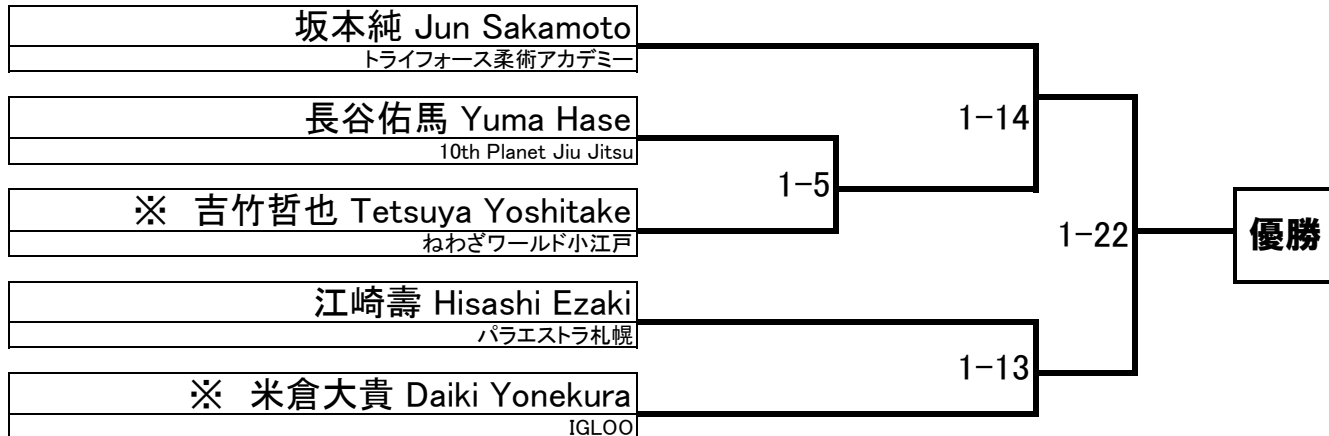 坂本純 Jun Sakamoto
トライフォース柔術アカデミー
長谷佑馬 Yuma Hase
10th Planet Jiu Jitsu
※ 吉竹哲也 Tetsuya Yoshitake
ねわざワールド小江戸
江崎壽 Hisashi Ezaki
パラエストラ札幌
※ 米倉大貴 Daiki Yonekura
IGLOO
1-14
1-5
1-22
1-13
優勝